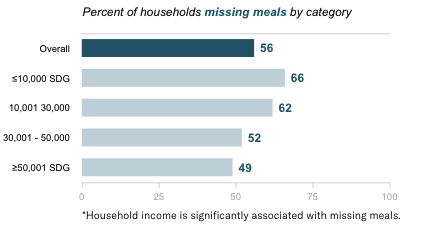 Percent of households missing meals by category
Overall 56
≤10,000 SDG 66
10,001 30,000 62
30,001 - 50,000 52
≥50,001 SDG 49
0 25 50 75 100
*Household income is significantly associated with missing meals.